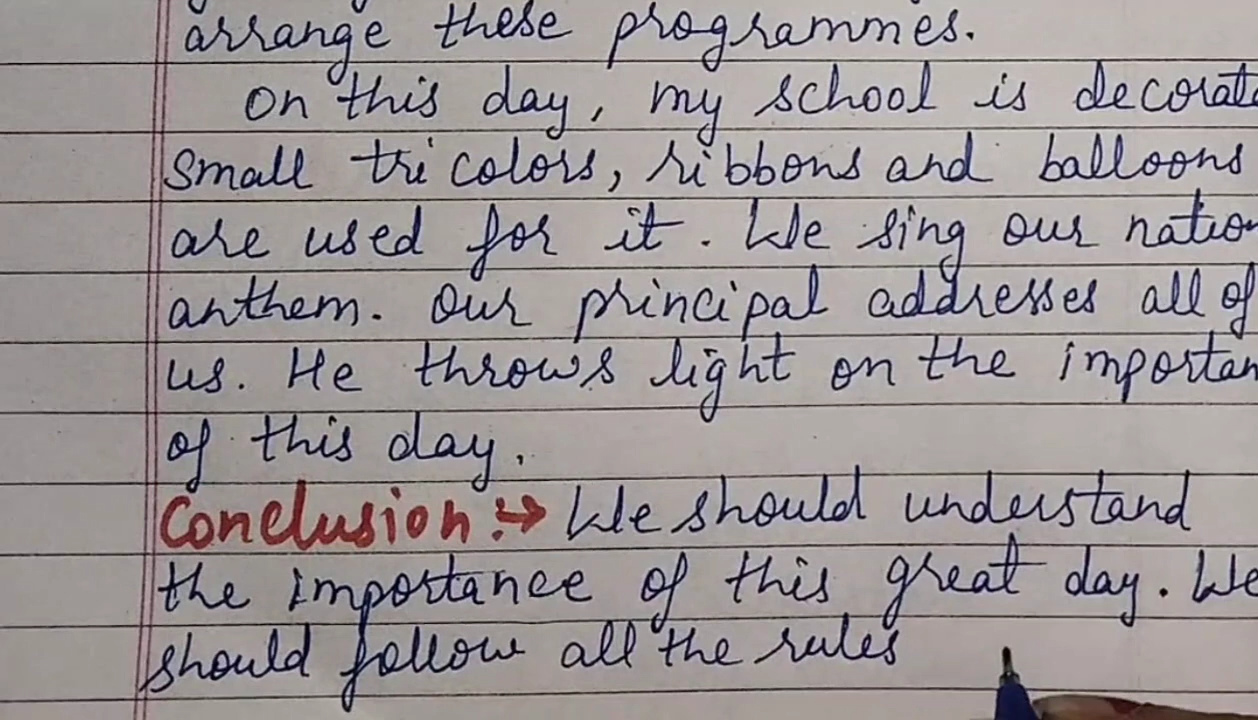 arrange these programmes.
On this day, my school is decorat
Small tri colors, ribbons and balloons
are used for it. We sing our natio
anthem. Our principal addresses all of
us. He throws light on the importan
of this day.
Conclusion :→ We should understand
the importance of this great day. We
should follow all the rules